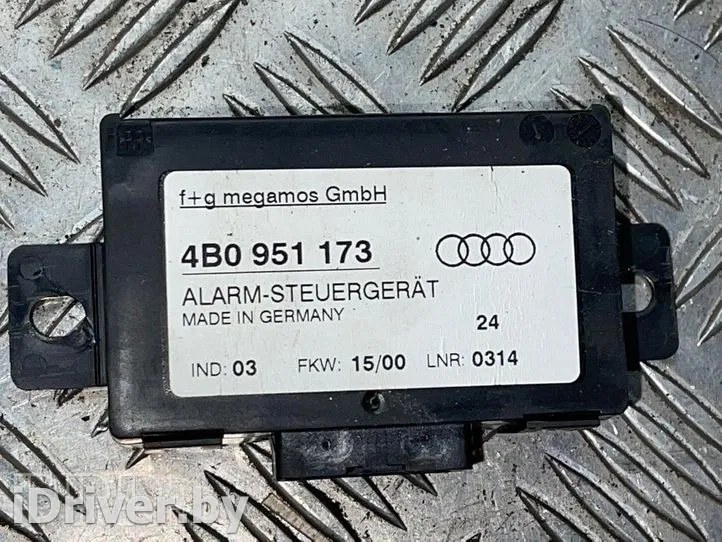 f+g megamos GmbH
4B0 951 173
ALARM-STEUERGERÄT
MADE IN GERMANY
24
IND: 03 FKW: 15/00 LNR: 0314
iDriver.by